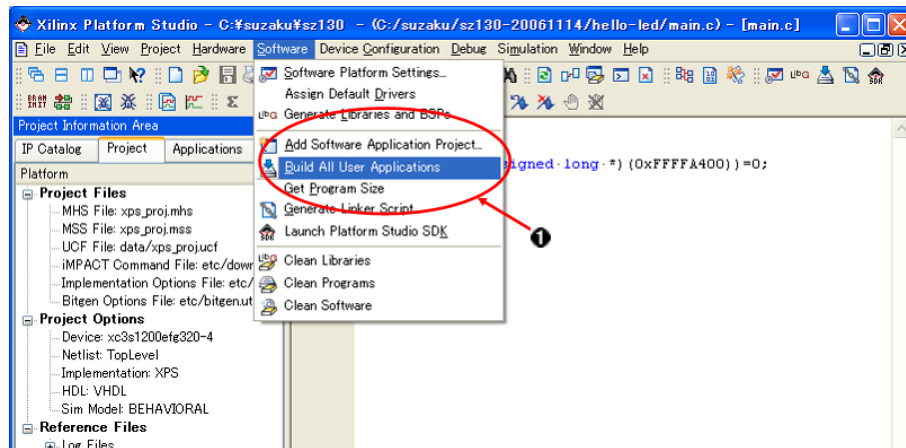 Xilinx Platform Studio - C:¥suzaku¥sz130 - (C:/suzaku/sz130-20061114/hello-led/main.c) - [main.c]
File Edit View Project Hardware Software Device Configuration Debug Simulation Window Help
Software Platform Settings...
Assign Default Drivers
Generate Libraries and BSPs
Add Software Application Project...
Build All User Applications
Get Program Size
Generate Linker Script
Launch Platform Studio SDK
Clean Libraries
Clean Programs
Clean Software
signed long *)(0xFFFFA400))=0;
❶
Project Information Area
IP Catalog Project Applications
Platform
Project Files
MHS File: xps_proj.mhs
MSS File: xps_proj.mss
UCF File: data/xps_proj.ucf
iMPACT Command File: etc/down
Implementation Options File: etc/
Bitgen Options File: etc/bitgen.ut
Project Options
Device: xc3s1200efg320-4
Netlist: TopLevel
Implementation: XPS
HDL: VHDL
Sim Model: BEHAVIORAL
Reference Files
Log Files